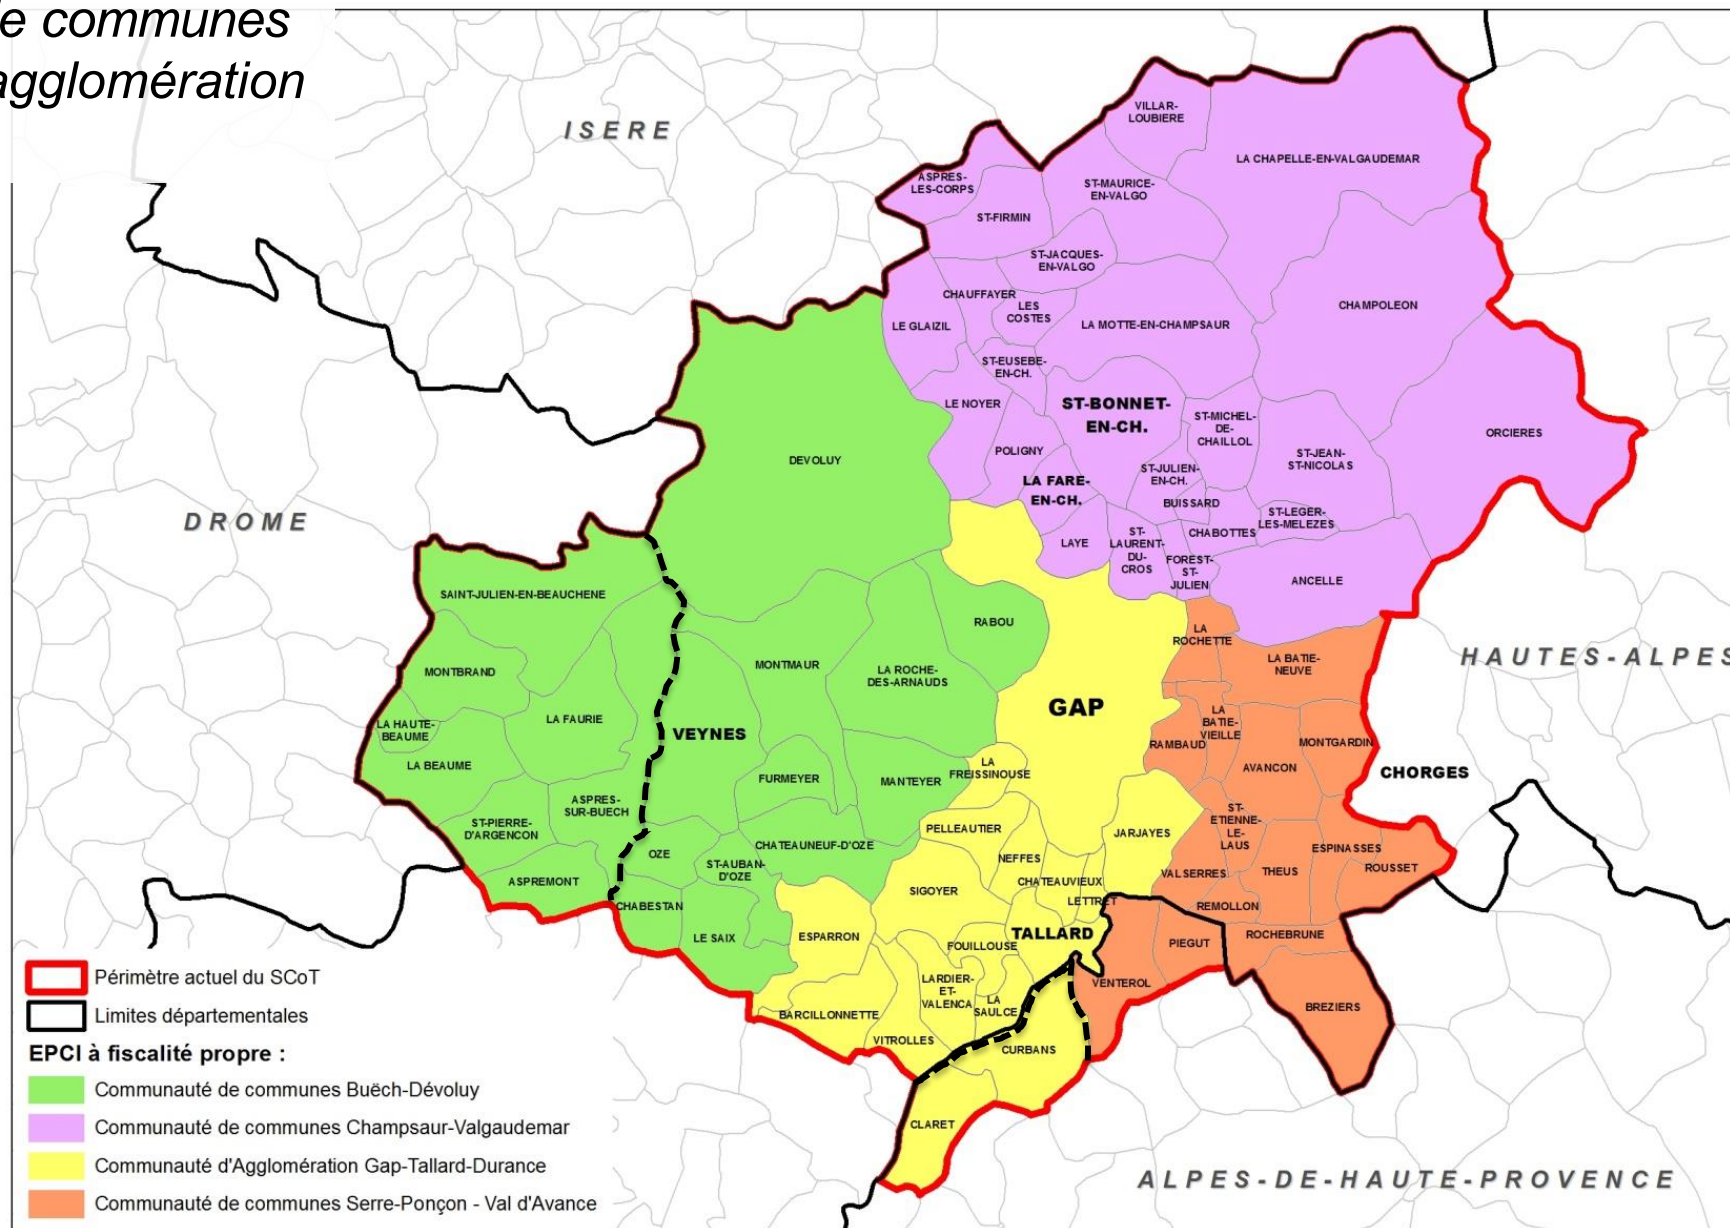 de communes
agglomération
ISERE
VILLAR-
LOUBIERE
LA CHAPELLE-EN-VALGAUDEMAR
ASPRES-
LES-CORPS
ST-MAURICE-
EN-VALGO
ST-FIRMIN
ST-JACQUES-
EN-VALGO
CHAUFFAYER
LES
COSTES
LE GLAIZIL
LA MOTTE-EN-CHAMPSAUR
CHAMPOLEON
ST-EUSEBE-
EN-CH.
LE NOYER
ST-BONNET-
EN-CH.
ST-MICHEL-
DE-
CHAILLOL
ORCIERES
POLIGNY
ST-JEAN-
ST-NICOLAS
DEVOLUY
LA FARE-
EN-CH.
ST-JULIEN-
EN-CH.
BUISSARD
ST-LEGER-
LES-MELEZES
DROME
LAYE
ST-
LAURENT-
DU-
CROS
CHABOTTES
FOREST-
ST-
JULIEN
ANCELLE
SAINT-JULIEN-EN-BEAUCHENE
RABOU
LA
ROCHETTE
HAUTES-ALPES
MONTBRAND
MONTMAUR
LA ROCHE-
DES-ARNAUDS
LA BATIE-
NEUVE
GAP
LA HAUTE-
BEAUME
LA FAURIE
VEYNES
LA
BATIE-
VIEILLE
RAMBAUD
MONTGARDIN
LA BEAUME
FURMEYER
MANTEYER
LA
FREISSINOUSE
AVANCON
CHORGES
ASPRES-
SUR-BUECH
ST-PIERRE-
D'ARGENCON
PELLEAUTIER
JARJAYES
ST-
ETIENNE-
LE-
LAUS
OZE
CHATEAUNEUF-D'OZE
NEFFES
ESPINASSES
ST-AUBAN-
D'OZE
ROUSSET
ASPREMONT
SIGOYER
CHATEAUVIEUX
VALSERRES
THEUS
LETTRET
CHABESTAN
REMOLLON
LE SAIX
ESPARRON
FOUILLOUSE
TALLARD
PIEGUT
ROCHEBRUNE
LARDIER-
ET-
VALENCA
LA
SAULCE
VENTEROL
BREZIERS
BARCILLONNETTE
VITROLLES
CURBANS
CLARET
ALPES-DE-HAUTE-PROVENCE
Périmètre actuel du SCoT
Limites départementales
EPCI à fiscalité propre :
Communauté de communes Buëch-Dévoluy
Communauté de communes Champsaur-Valgaudemar
Communauté d'Agglomération Gap-Tallard-Durance
Communauté de communes Serre-Ponçon - Val d'Avance